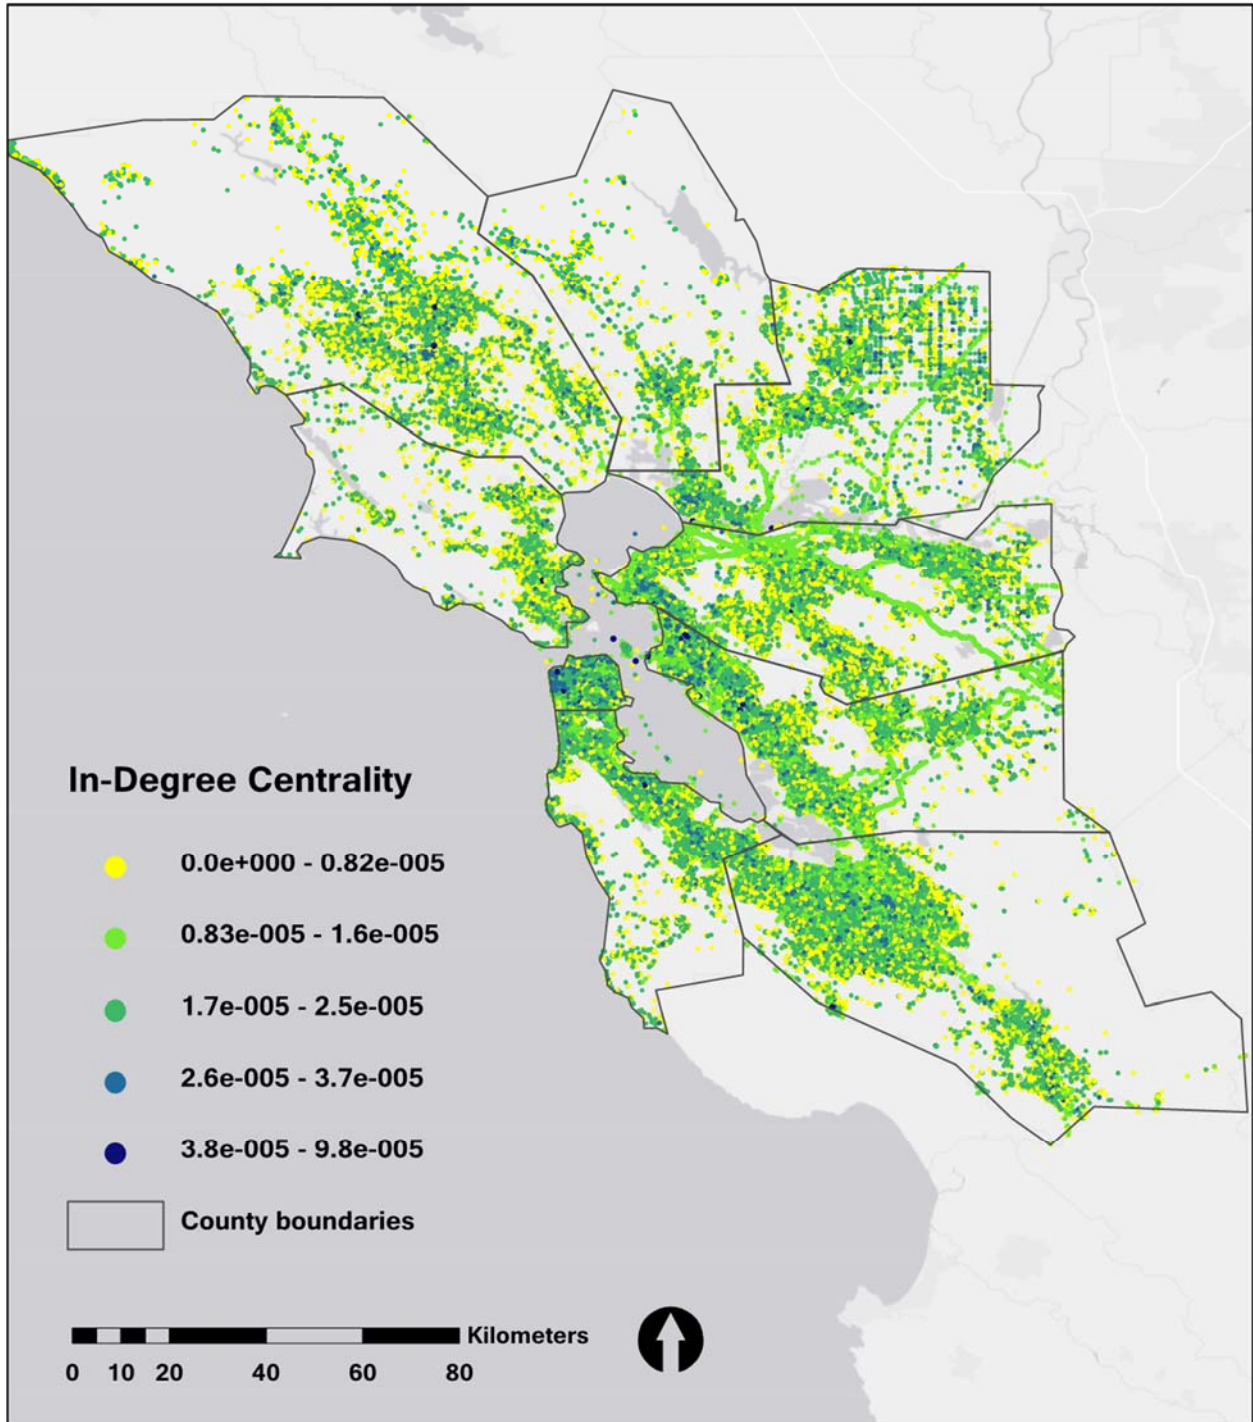 In-Degree Centrality
0.0e+000 - 0.82e-005
0.83e-005 - 1.6e-005
1.7e-005 - 2.5e-005
2.6e-005 - 3.7e-005
3.8e-005 - 9.8e-005
County boundaries
Kilometers
0 10 20 40 60 80